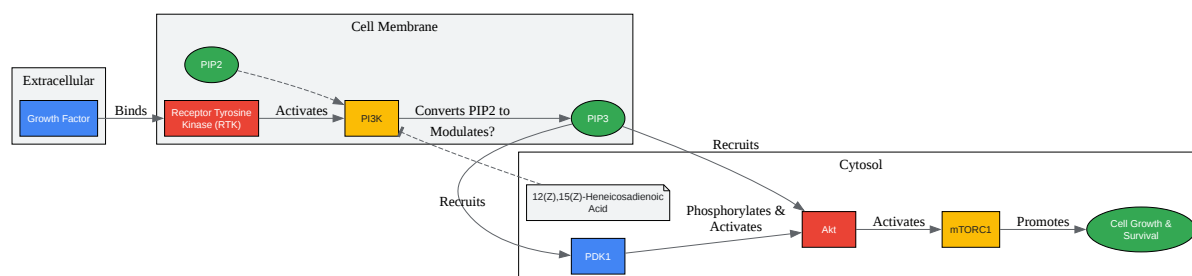 Cell Membrane
Extracellular
PIP2
Growth Factor
Binds
Receptor Tyrosine
Kinase (RTK)
Activates
PI3K
Converts PIP2 to
PIP3
Modulates?
Recruits
Cytosol
Recruits
12(Z),15(Z)-Heneicosadienoic
Acid
Phosphorylates &
Activates
PDK1
Akt
Activates
mTORC1
Promotes
Cell Growth &
Survival